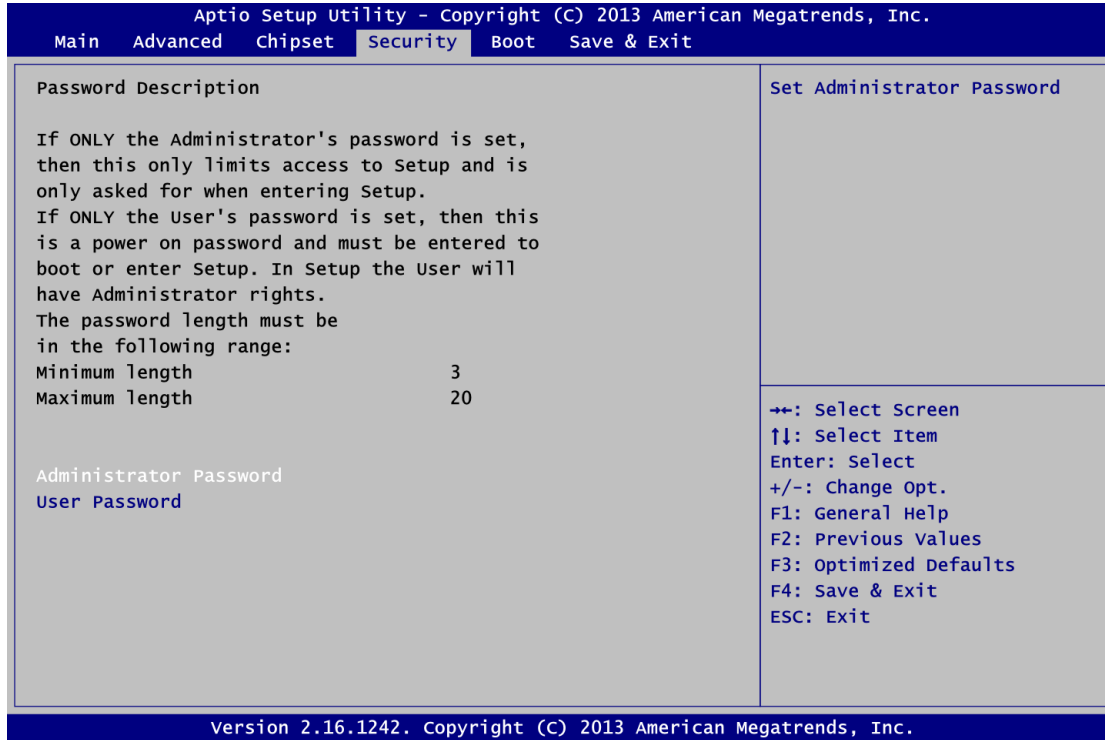 Aptio Setup Utility – Copyright (C) 2013 American Megatrends, Inc.
Main Advanced Chipset Security Boot Save & Exit
Password Description
If ONLY the Administrator's password is set,
then this only limits access to Setup and is
only asked for when entering Setup.
If ONLY the User's password is set, then this
is a power on password and must be entered to
boot or enter Setup. In Setup the User will
have Administrator rights.
The password length must be
in the following range:
Minimum length 3
Maximum length 20
Administrator Password
User Password
Set Administrator Password
→←: Select Screen
↑↓: Select Item
Enter: Select
+/-: Change Opt.
F1: General Help
F2: Previous Values
F3: Optimized Defaults
F4: Save & Exit
ESC: Exit
Version 2.16.1242. Copyright (C) 2013 American Megatrends, Inc.